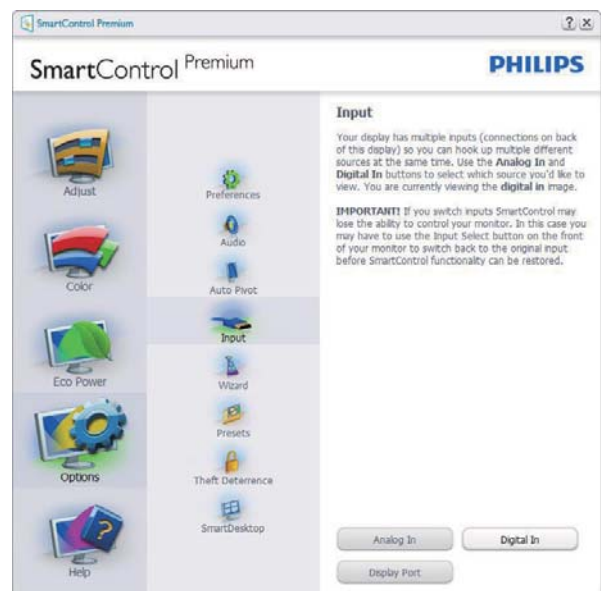 SmartControl Premium
? x
SmartControl Premium
PHILIPS
Adjust
Color
Eco Power
Options
Help
Preferences
Audio
Auto Pivot
Input
Wizard
Presets
Theft Deterrence
SmartDesktop
Input
Your display has multiple inputs (connections on back
of this display) so you can hook up multiple different
sources at the same time. Use the Analog In and
Digital In buttons to select which source you'd like to
view. You are currently viewing the digital in image.
IMPORTANT! If you switch inputs SmartControl may
lose the ability to control your monitor. In this case you
may have to use the Input Select button on the front
of your monitor to switch back to the original input
before SmartControl functionality can be restored.
Analog In
Digital In
Display Port